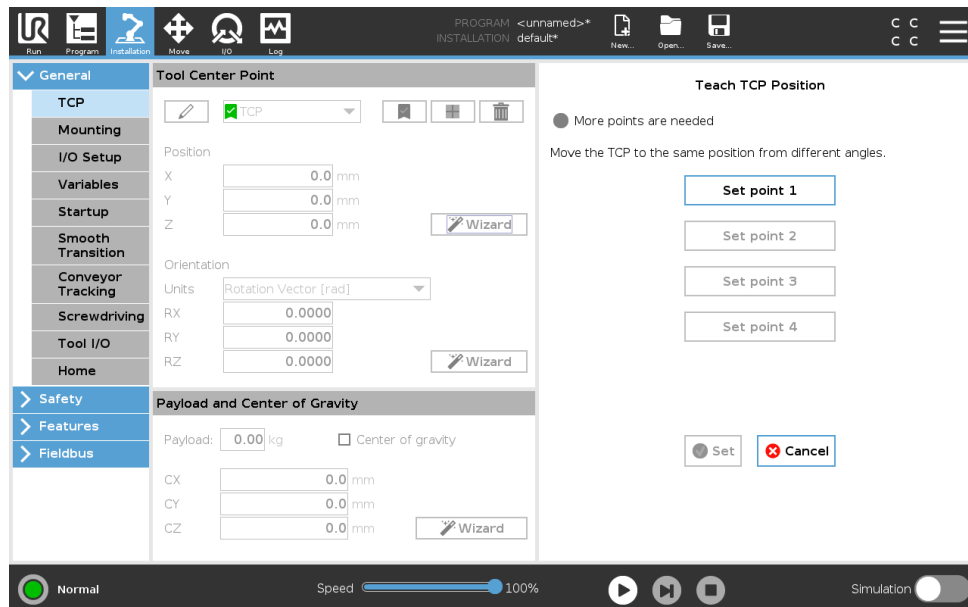 PROGRAM <unnamed>*
INSTALLATION default*
Run
Program
Installation
Move
I/O
Log
New...
Open...
Save...
C C
C C
General
TCP
Mounting
I/O Setup
Variables
Startup
Smooth
Transition
Conveyor
Tracking
Screwdriving
Tool I/O
Home
Safety
Features
Fieldbus
Tool Center Point
TCP
Position
X 0.0 mm
Y 0.0 mm
Z 0.0 mm
Wizard
Orientation
Units Rotation Vector [rad]
RX 0.0000
RY 0.0000
RZ 0.0000
Wizard
Payload and Center of Gravity
Payload: 0.00 kg Center of gravity
CX 0.0 mm
CY 0.0 mm
CZ 0.0 mm
Wizard
Teach TCP Position
More points are needed
Move the TCP to the same position from different angles.
Set point 1
Set point 2
Set point 3
Set point 4
Set Cancel
Normal
Speed 100%
Simulation